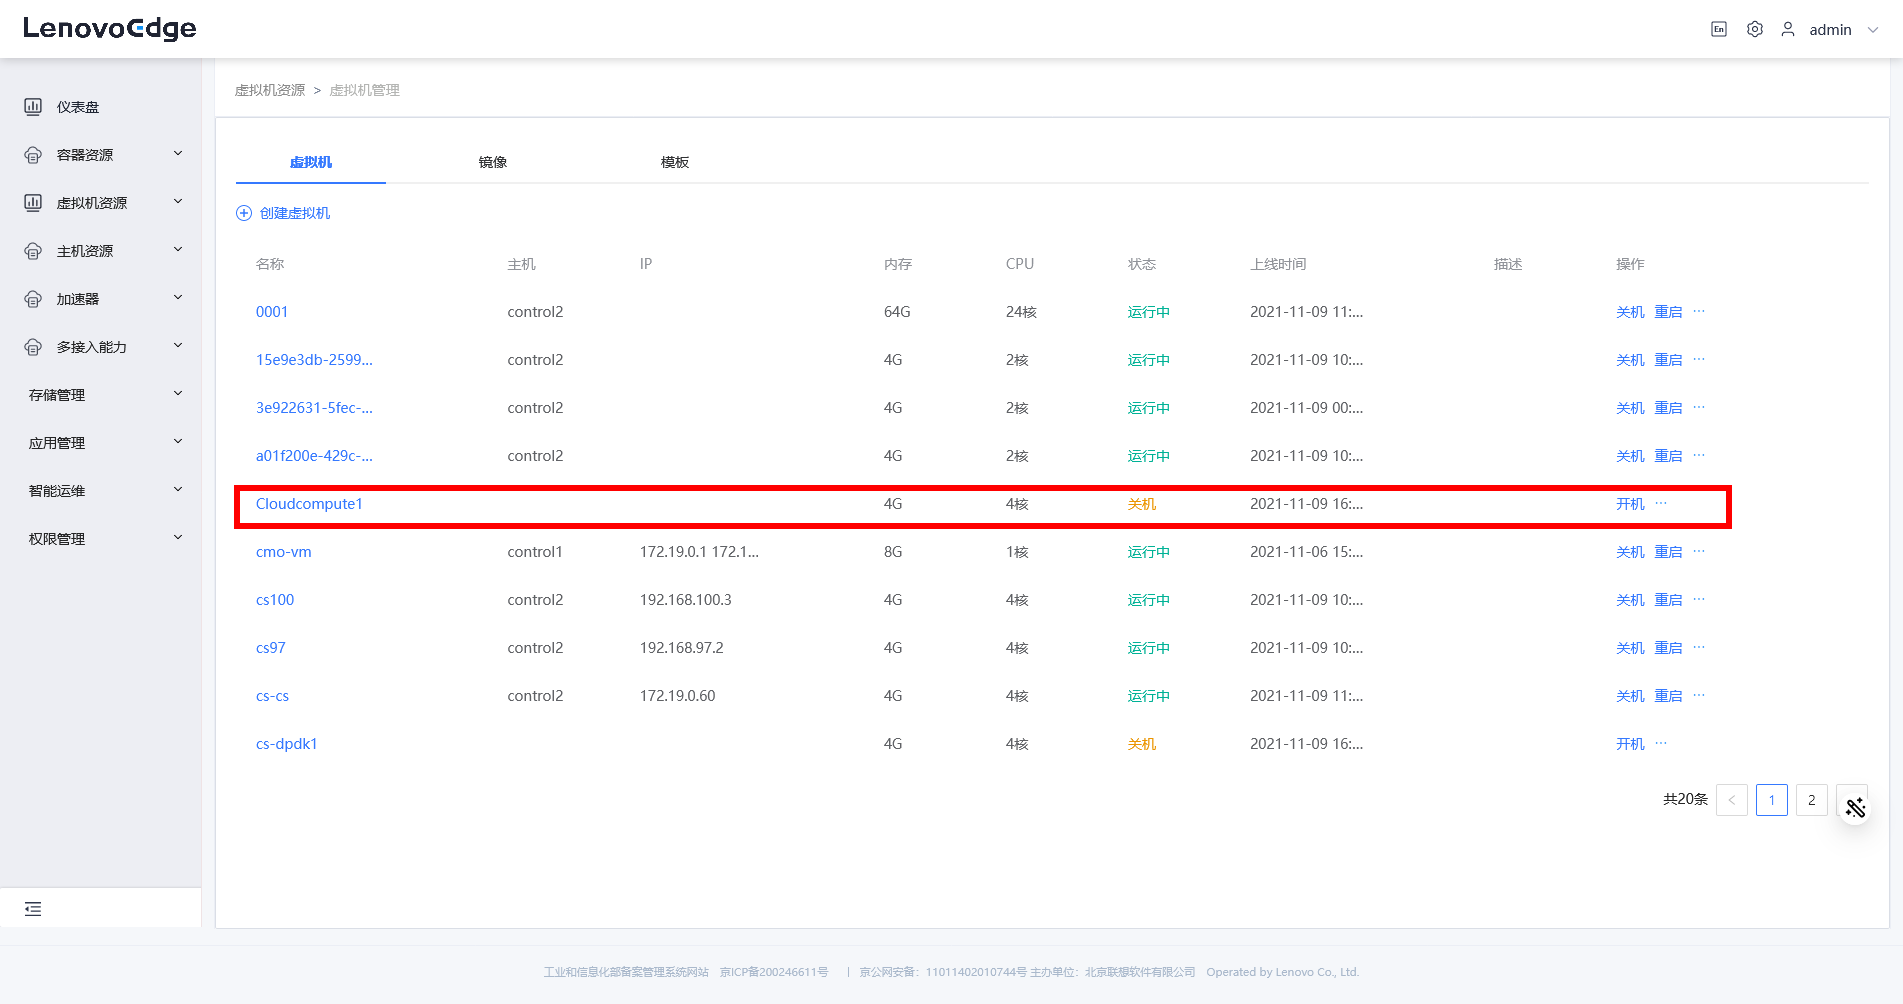 LenovoEdge
En admin
虚拟机资源 > 虚拟机管理
仪表盘
容器资源
虚拟机资源
主机资源
加速器
多接入能力
存储管理
应用管理
智能运维
权限管理
虚拟机 镜像 模板
创建虚拟机
名称 主机 IP 内存 CPU 状态 上线时间 描述 操作
0001 control2 64G 24核 运行中 2021-11-09 11:... 关机 重启 ...
15e9e3db-2599... control2 4G 2核 运行中 2021-11-09 10:... 关机 重启 ...
3e922631-5fec-... control2 4G 2核 运行中 2021-11-09 00:... 关机 重启 ...
a01f200e-429c-... control2 4G 2核 运行中 2021-11-09 10:... 关机 重启 ...
Cloudcompute1 4G 4核 关机 2021-11-09 16:... 开机 ...
cmo-vm control1 172.19.0.1 172.1... 8G 1核 运行中 2021-11-06 15:... 关机 重启 ...
cs100 control2 192.168.100.3 4G 4核 运行中 2021-11-09 10:... 关机 重启 ...
cs97 control2 192.168.97.2 4G 4核 运行中 2021-11-09 10:... 关机 重启 ...
cs-cs control2 172.19.0.60 4G 4核 运行中 2021-11-09 11:... 关机 重启 ...
cs-dpdk1 4G 4核 关机 2021-11-09 16:... 开机 ...
共20条 < 1 2
工业和信息化部备案管理系统网站 京ICP备200246611号 | 京公网安备：11011402010744号 主办单位：北京联想软件有限公司 Operated by Lenovo Co., Ltd.